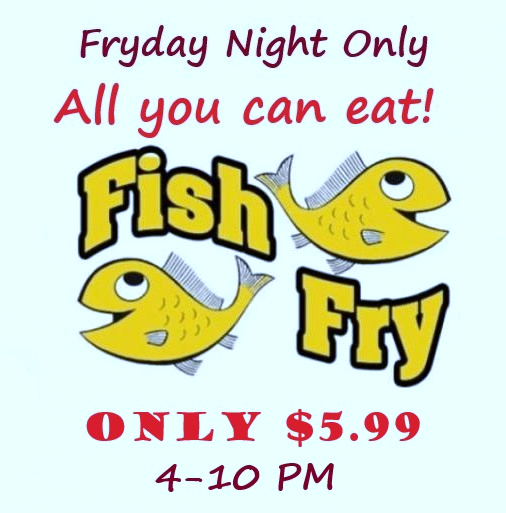 Fryday Night Only
All you can eat!
Fish
Fry
ONLY $5.99
4-10 PM